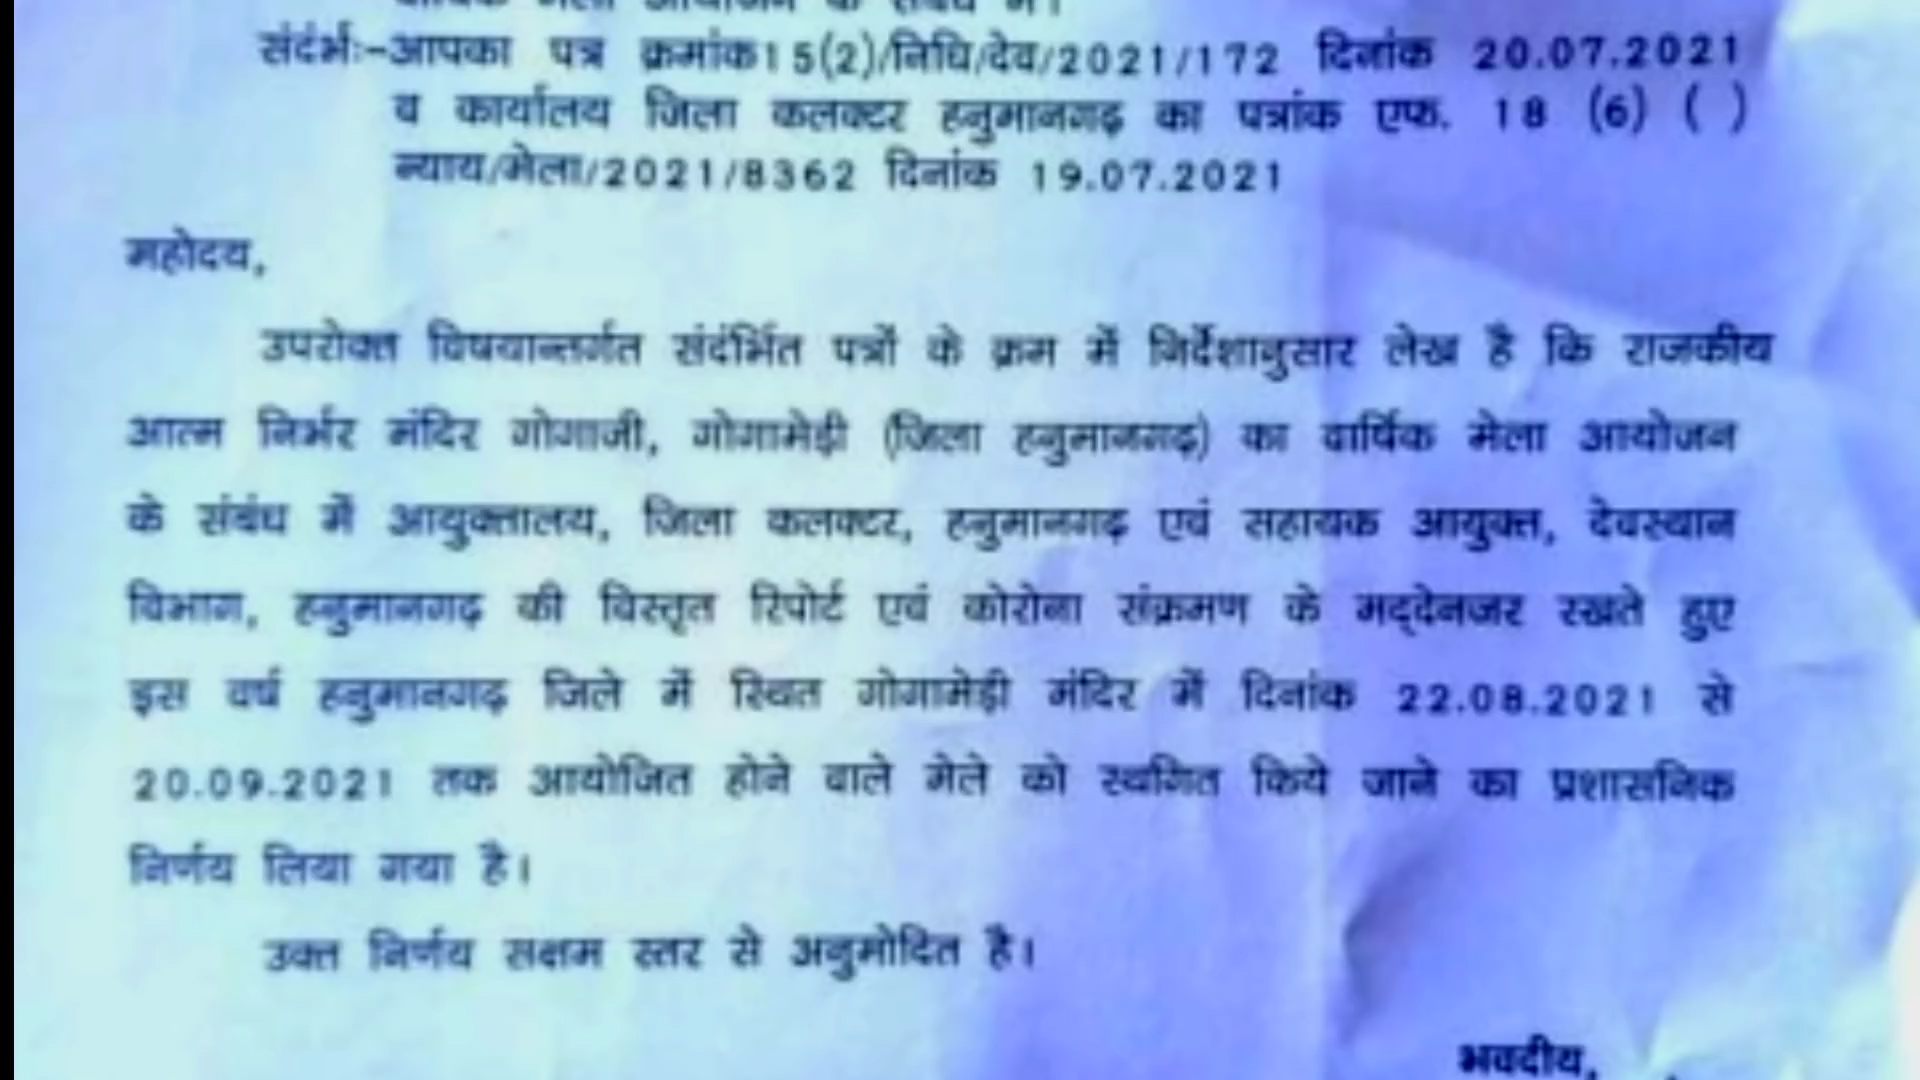 वार्षिक मेला आयोजन के संबंध में।
संदर्भः-आपका पत्र क्रमांक15(2)/निधि/देव/2021/172 दिनांक 20.07.2021
व कार्यालय जिला कलक्टर हनुमानगढ़ का पत्रांक एफ. 18 (6) ( )
न्याय/मेला/2021/8362 दिनांक 19.07.2021
महोदय,
उपरोक्त विषयान्तर्गत संदंर्भित पत्रों के क्रम में निर्देशानुसार लेख है कि राजकीय
आत्म निर्भर मंदिर गोगाजी, गोगामेड़ी (जिला हनुमानगढ़) का वार्षिक मेला आयोजन
के संबंध में आयुक्तालय, जिला कलक्टर, हनुमानगढ़ एवं सहायक आयुक्त, देवस्थान
विभाग, हनुमानगढ़ की विस्तृत रिपोर्ट एवं कोरोना संक्रमण के मद्देनजर रखते हुए
इस वर्ष हनुमानगढ़ जिले में स्थित गोगामेड़ी मंदिर में दिनांक 22.08.2021 से
20.09.2021 तक आयोजित होने वाले मेले को स्थगित किये जाने का प्रशासनिक
निर्णय लिया गया है।
उक्त निर्णय सक्षम स्तर से अनुमोदित है।
भवदीय,